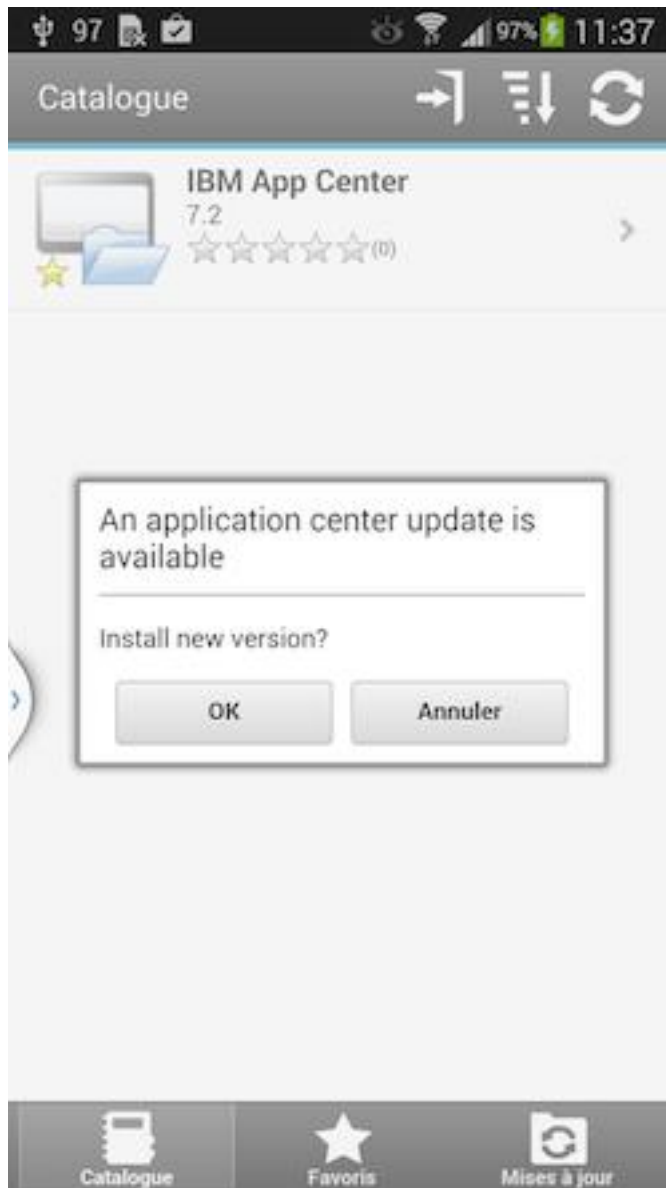 97 97% 11:37
Catalogue
IBM App Center
7.2
(0)
An application center update is
available
Install new version?
OK Annuler
Catalogue Favoris Mises à jour